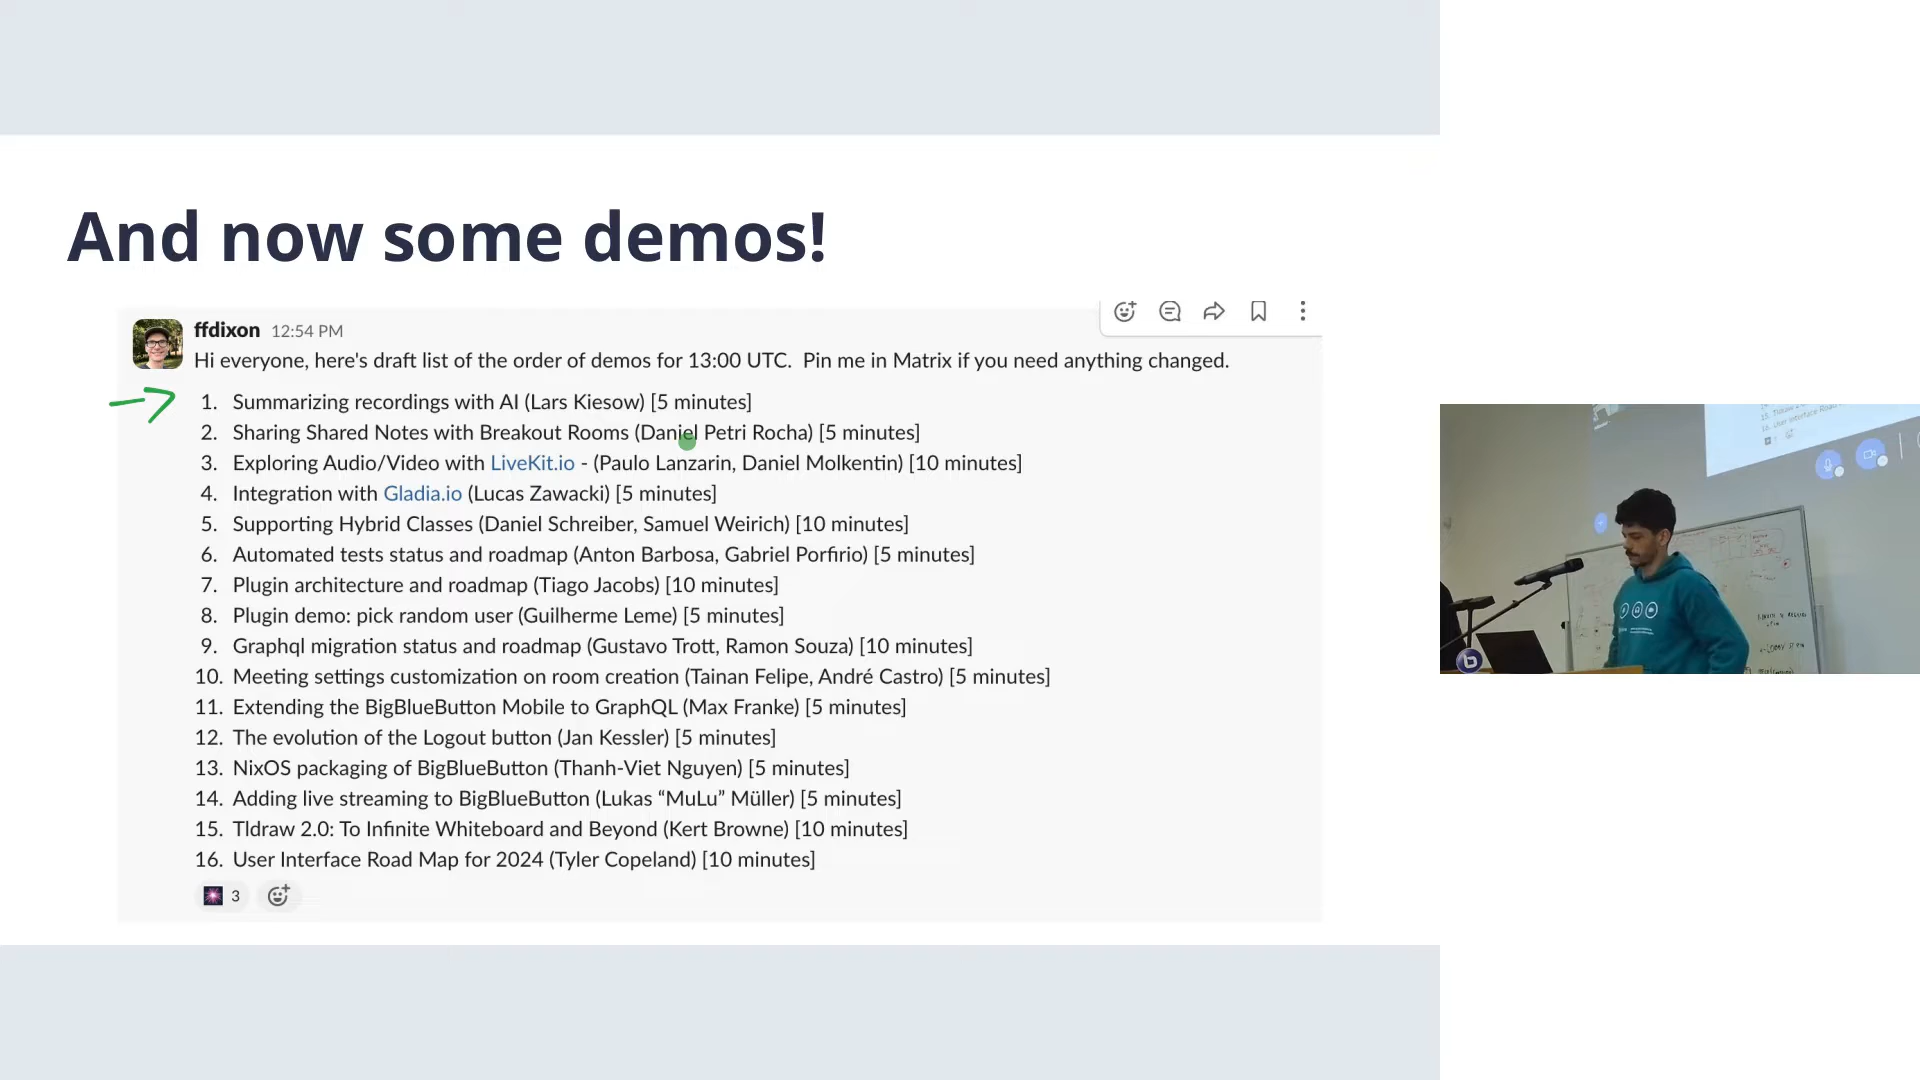 And now some demos!
ffdixon 12:54 PM
Hi everyone, here's draft list of the order of demos for 13:00 UTC. Pin me in Matrix if you need anything changed.
1. Summarizing recordings with AI (Lars Kiesow) [5 minutes]
2. Sharing Shared Notes with Breakout Rooms (Daniel Petri Rocha) [5 minutes]
3. Exploring Audio/Video with LiveKit.io - (Paulo Lanzarin, Daniel Molkentin) [10 minutes]
4. Integration with Gladia.io (Lucas Zawacki) [5 minutes]
5. Supporting Hybrid Classes (Daniel Schreiber, Samuel Weirich) [10 minutes]
6. Automated tests status and roadmap (Anton Barbosa, Gabriel Porfirio) [5 minutes]
7. Plugin architecture and roadmap (Tiago Jacobs) [10 minutes]
8. Plugin demo: pick random user (Guilherme Leme) [5 minutes]
9. Graphql migration status and roadmap (Gustavo Trott, Ramon Souza) [10 minutes]
10. Meeting settings customization on room creation (Tainan Felipe, André Castro) [5 minutes]
11. Extending the BigBlueButton Mobile to GraphQL (Max Franke) [5 minutes]
12. The evolution of the Logout button (Jan Kessler) [5 minutes]
13. NixOS packaging of BigBlueButton (Thanh-Viet Nguyen) [5 minutes]
14. Adding live streaming to BigBlueButton (Lukas “MuLu” Müller) [5 minutes]
15. Tldraw 2.0: To Infinite Whiteboard and Beyond (Kert Browne) [10 minutes]
16. User Interface Road Map for 2024 (Tyler Copeland) [10 minutes]
3